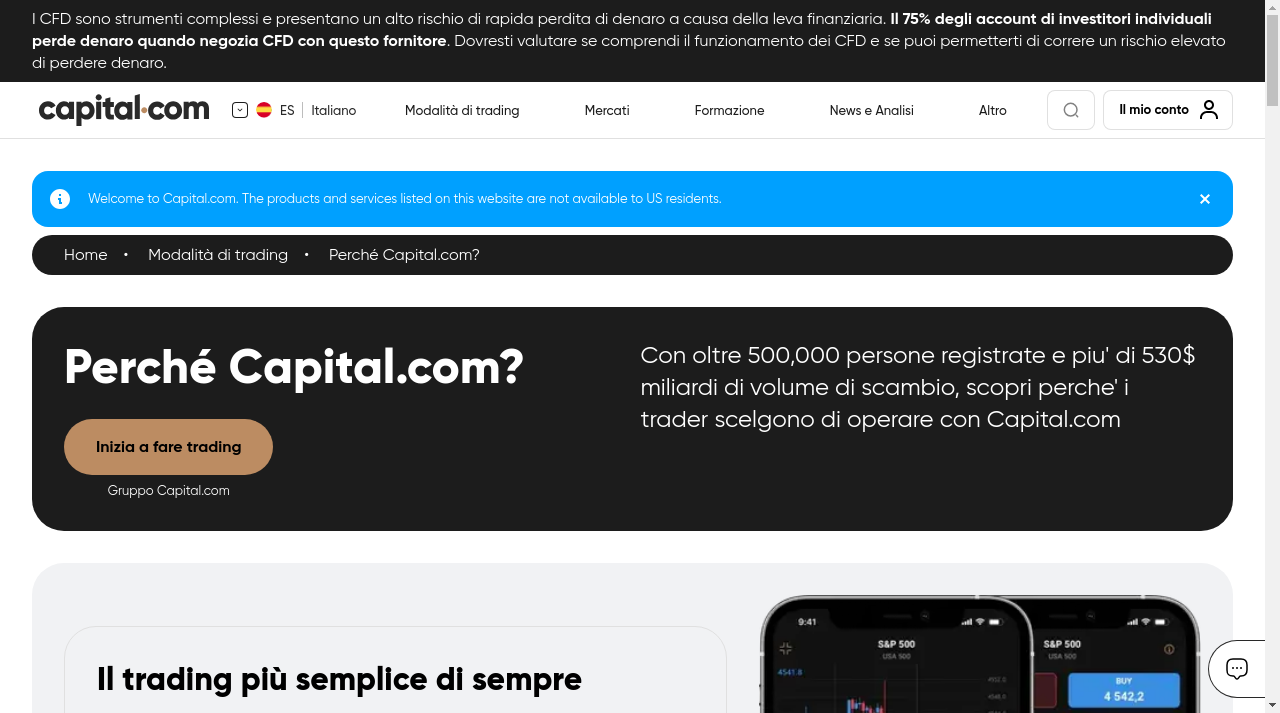 I CFD sono strumenti complessi e presentano un alto rischio di rapida perdita di denaro a causa della leva finanziaria. Il 75% degli account di investitori individuali
perde denaro quando negozia CFD con questo fornitore. Dovresti valutare se comprendi il funzionamento dei CFD e se puoi permetterti di correre un rischio elevato
di perdere denaro.
capital.com ES Italiano Modalità di trading Mercati Formazione News e Analisi Altro Il mio conto
Welcome to Capital.com. The products and services listed on this website are not available to US residents.
Home • Modalità di trading • Perché Capital.com?
Perché Capital.com?
Inizia a fare trading
Gruppo Capital.com
Con oltre 500,000 persone registrate e piu' di 530$
miliardi di volume di scambio, scopri perche' i
trader scelgono di operare con Capital.com
Il trading più semplice di sempre
9:41
S&P 500 S&P 500
USA 500 USA 500
4541.8
BUY
4 542,2